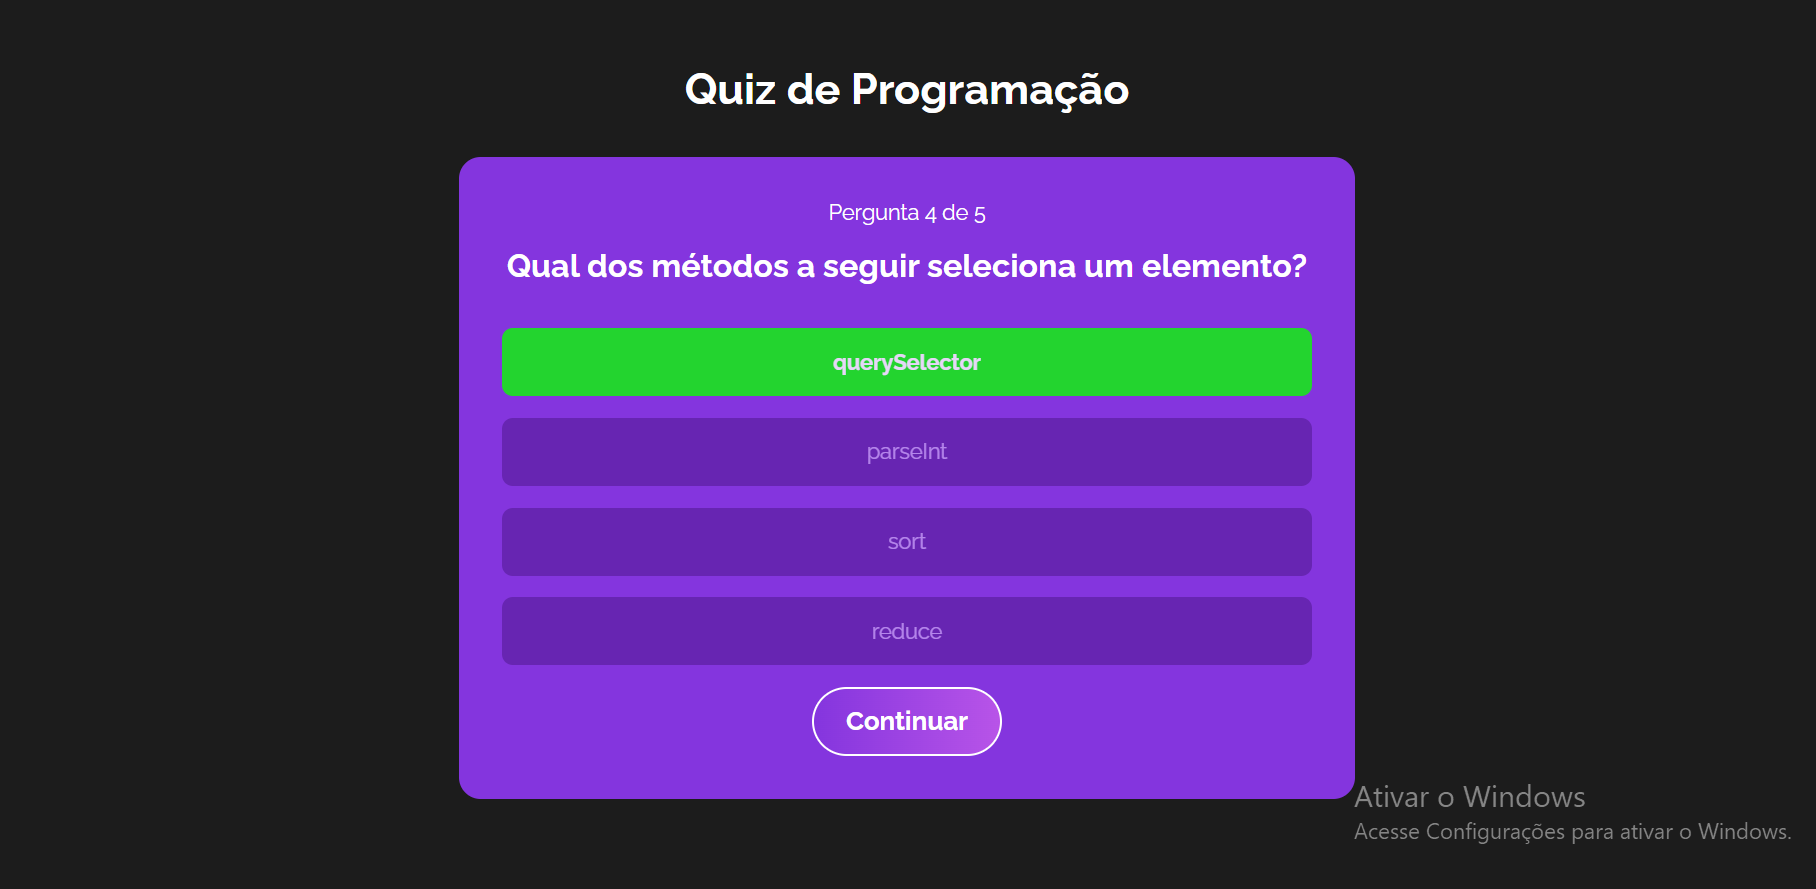 Quiz de Programação
Pergunta 4 de 5
Qual dos métodos a seguir seleciona um elemento?
querySelector
parseInt
sort
reduce
Continuar
Ativar o Windows
Acesse Configurações para ativar o Windows.